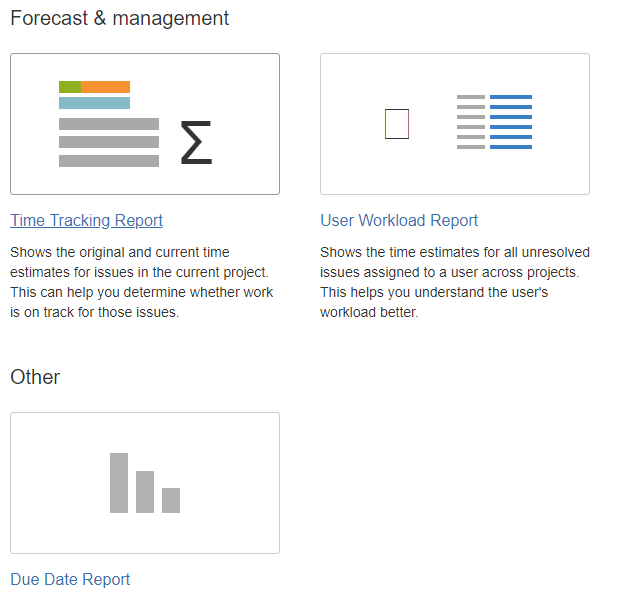 Forecast & management
Σ
Time Tracking Report
Shows the original and current time
estimates for issues in the current project.
This can help you determine whether work
is on track for those issues.
User Workload Report
Shows the time estimates for all unresolved
issues assigned to a user across projects.
This helps you understand the user's
workload better.
Other
Due Date Report